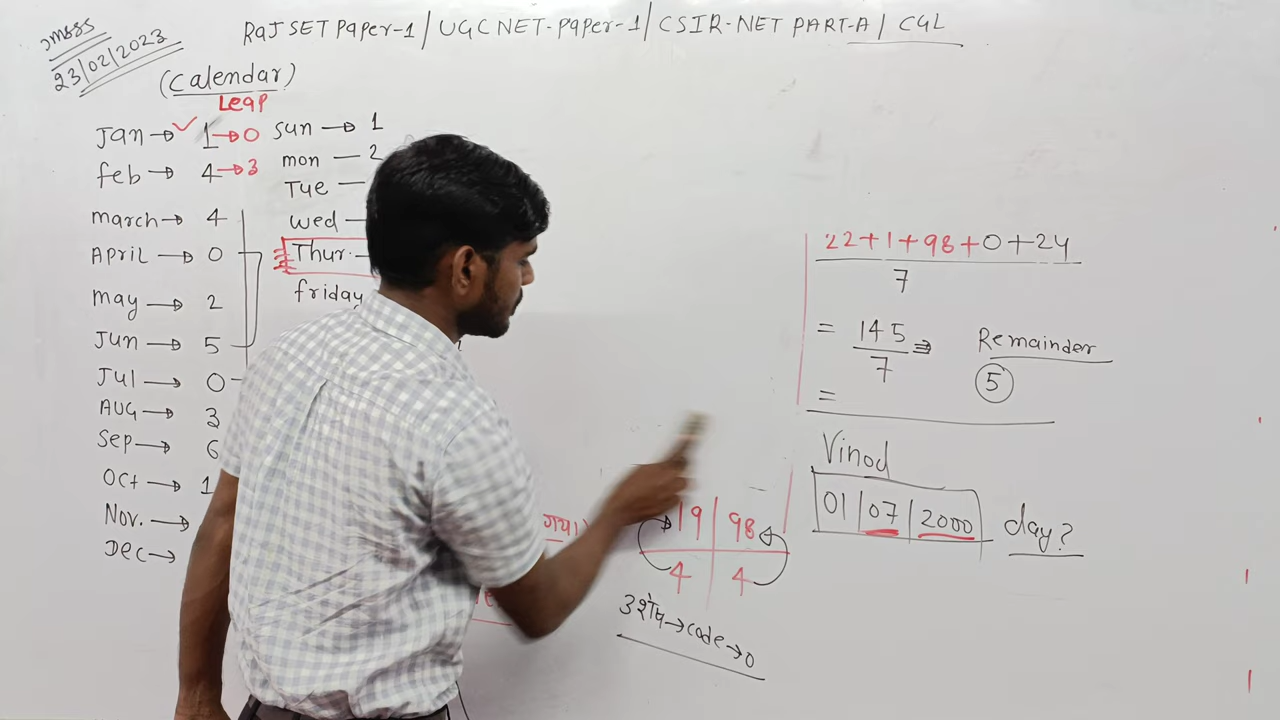 JMBSS
23/02/2023
RAJ SET Paper-1/UGC NET-Paper-1/CSIR-NET PART-A/ CGL
(Calendar)
Leap
Jan → ✓ 1 → 0
feb → 4 → 3
march → 4
April → 0
may → 2
Jun → 5
Jul → 0
AUG → 3
Sep → 6
Oct → 1
Nov. →
Dec →
Sun → 1
mon — 2
Tue —
wed —
Thur. —
friday
गया)
19 | 98
4 | 4
3 शेष → code → 0
22+1+98+0+24
7
= 145
7
⇒ Remainder
5
=
Vinod
01 | 07 | 2000 day?